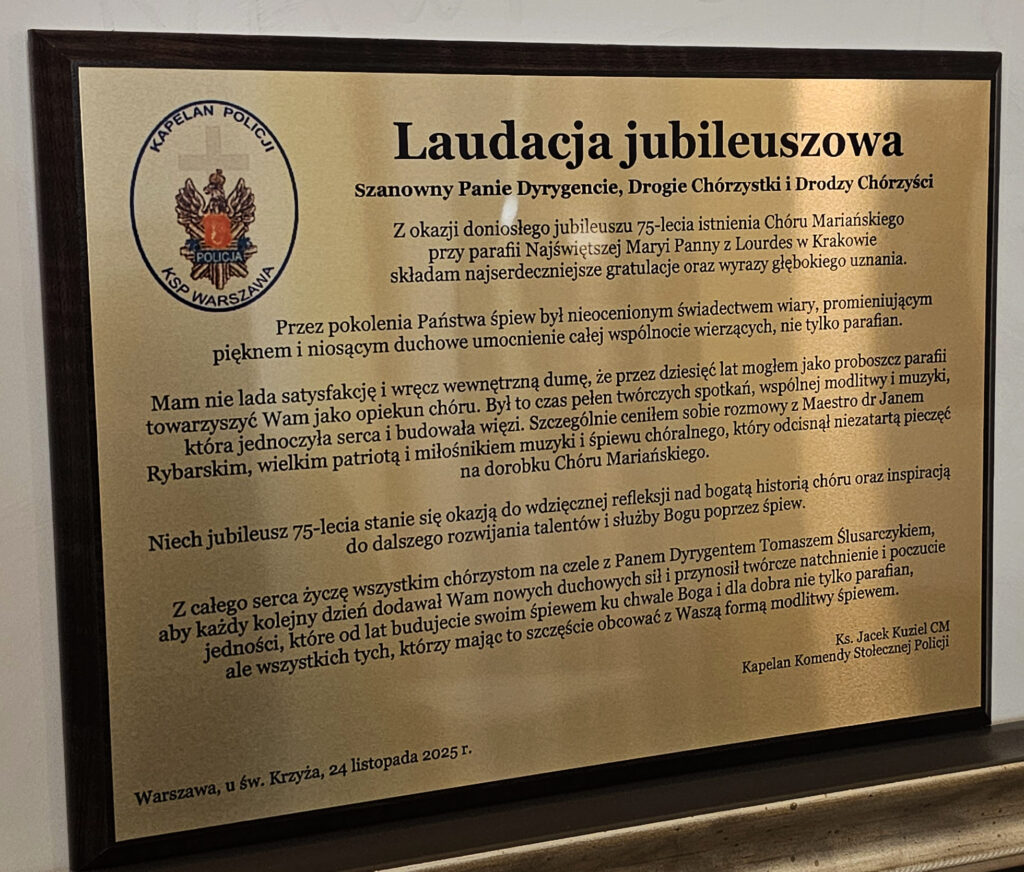 KAPELAN POLICJI
POLICJA
KSP WARSZAWA
Laudacja jubileuszowa
Szanowny Panie Dyrygencie, Drogie Chórzystki i Drodzy Chórzyści
Z okazji doniosłego jubileuszu 75-lecia istnienia Chóru Mariańskiego
przy parafii Najświętszej Maryi Panny z Lourdes w Krakowie
składam najserdeczniejsze gratulacje oraz wyrazy głębokiego uznania.
Przez pokolenia Państwa śpiew był nieocenionym świadectwem wiary, promieniującym
pięknem i niosącym duchowe umocnienie całej wspólnocie wierzących, nie tylko parafian.
Mam nie lada satysfakcję i wręcz wewnętrzną dumę, że przez dziesięć lat mogłem jako proboszcz parafii
towarzyszyć Wam jako opiekun chóru. Był to czas pełen twórczych spotkań, wspólnej modlitwy i muzyki,
która jednoczyła serca i budowała więzi. Szczególnie ceniłem sobie rozmowy z Maestro dr Janem
Rybarskim, wielkim patriotą i miłośnikiem muzyki i śpiewu chóralnego, który odcisnął niezatartą pieczęć
na dorobku Chóru Mariańskiego.
Niech jubileusz 75-lecia stanie się okazją do wdzięcznej refleksji nad bogatą historią chóru oraz inspiracją
do dalszego rozwijania talentów i służby Bogu poprzez śpiew.
Z całego serca życzę wszystkim chórzystom na czele z Panem Dyrygentem Tomaszem Ślusarczykiem,
aby każdy kolejny dzień dodawał Wam nowych duchowych sił i przynosił twórcze natchnienie i poczucie
jedności, które od lat budujecie swoim śpiewem ku chwale Boga i dla dobra nie tylko parafian,
ale wszystkich tych, którzy mając to szczęście obcować z Waszą formą modlitwy śpiewem.
Ks. Jacek Kuziel CM
Kapelan Komendy Stołecznej Policji
Warszawa, u św. Krzyża, 24 listopada 2025 r.